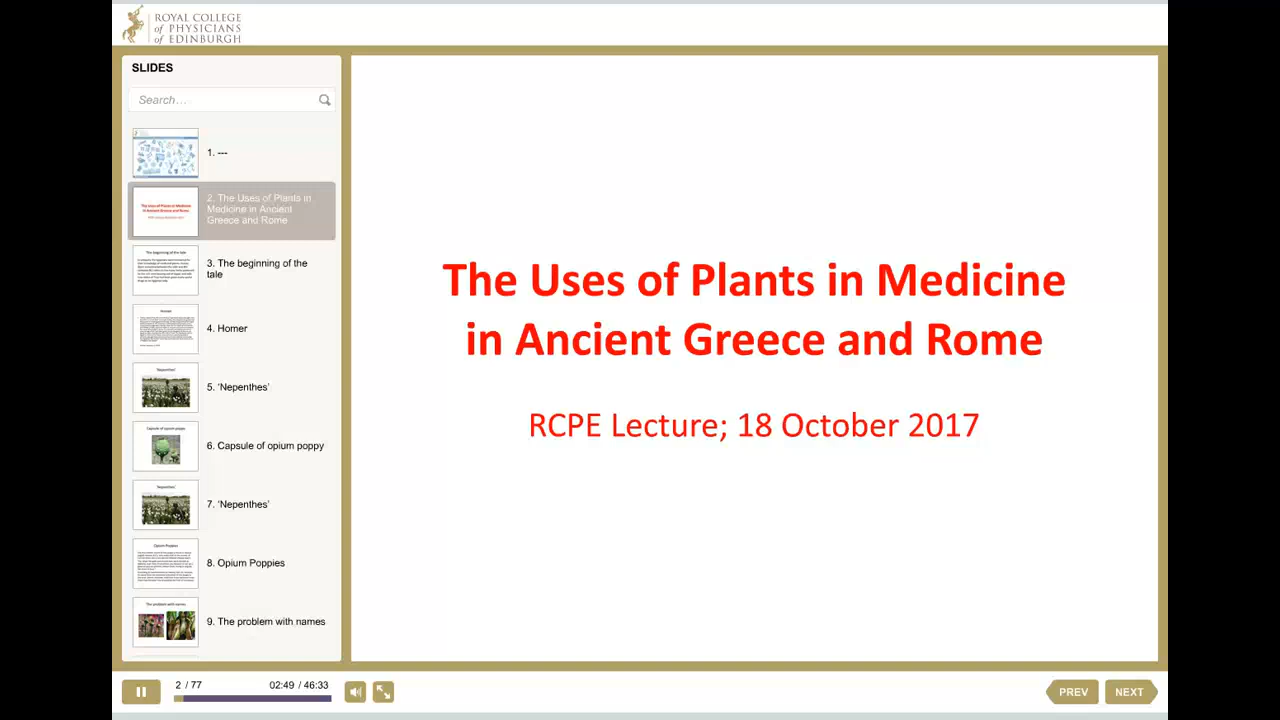 ROYAL COLLEGE
of PHYSICIANS
of EDINBURGH
SLIDES
Search...
1. ---
2. The Uses of Plants in
Medicine in Ancient
Greece and Rome
3. The beginning of the
tale
4. Homer
5. ‘Nepenthes’
6. Capsule of opium poppy
7. ‘Nepenthes’
8. Opium Poppies
9. The problem with names
The Uses of Plants in Medicine
in Ancient Greece and Rome
RCPE Lecture; 18 October 2017
2 / 77
02:49 / 46:33
PREV
NEXT